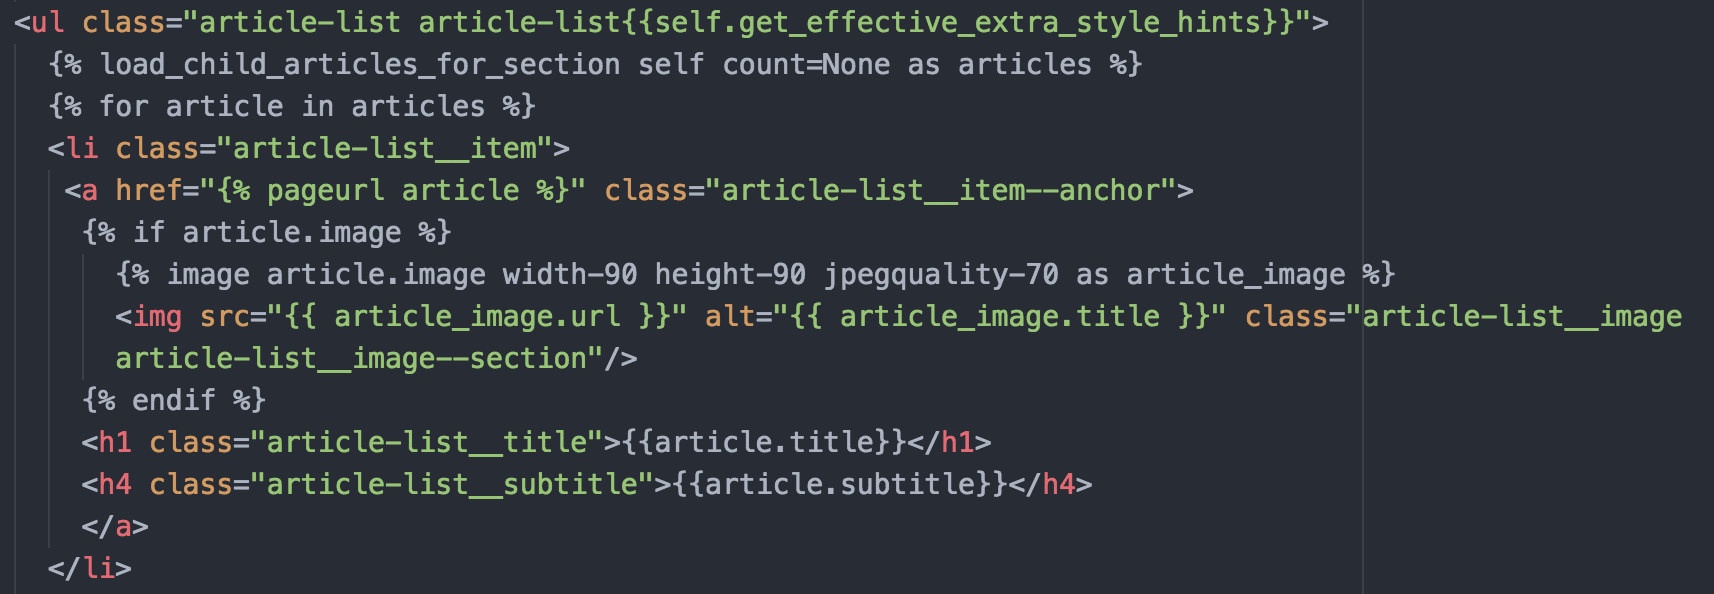 <ul class="article-list article-list{{self.get_effective_extra_style_hints}}">
{% load_child_articles_for_section self count=None as articles %}
{% for article in articles %}
<li class="article-list__item">
<a href="{% pageurl article %}" class="article-list__item--anchor">
{% if article.image %}
{% image article.image width-90 height-90 jpegquality-70 as article_image %}
<img src="{{ article_image.url }}" alt="{{ article_image.title }}" class="article-list__image
article-list__image--section"/>
{% endif %}
<h1 class="article-list__title">{{article.title}}</h1>
<h4 class="article-list__subtitle">{{article.subtitle}}</h4>
</a>
</li>